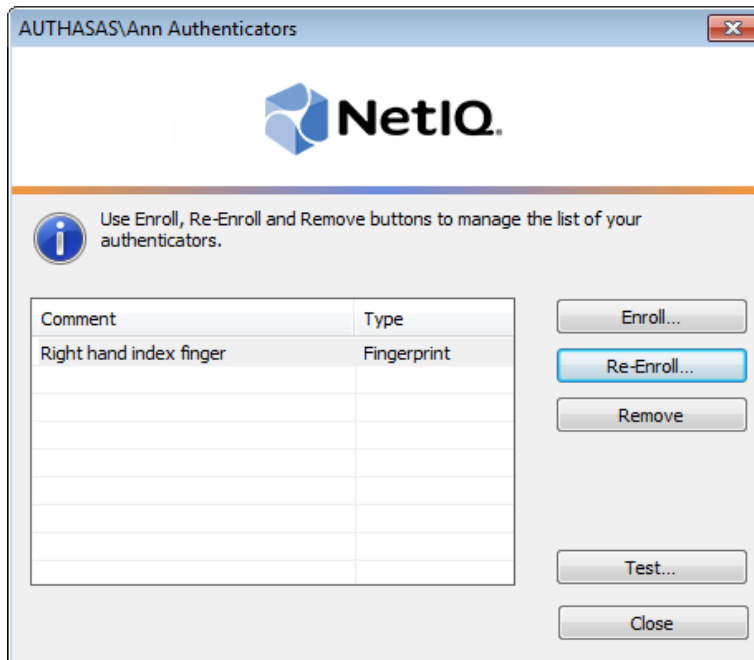 AUTHASAS\Ann Authenticators
NetIQ.
Use Enroll, Re-Enroll and Remove buttons to manage the list of your
authenticators.
Comment Type
Right hand index finger Fingerprint
Enroll...
Re-Enroll...
Remove
Test...
Close